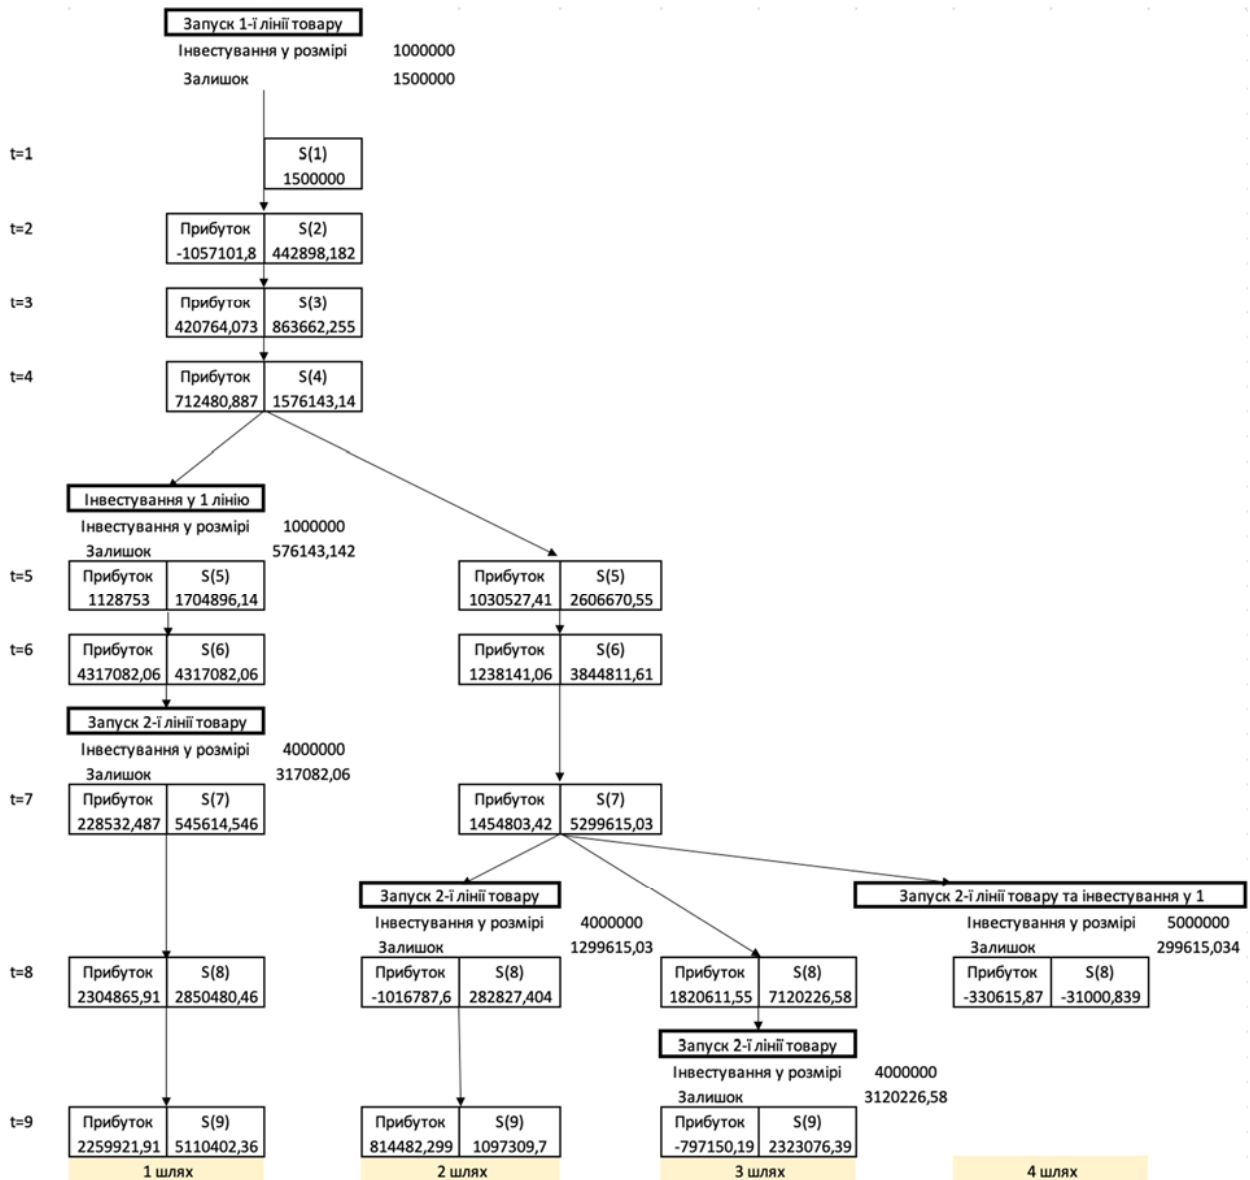 Запуск 1-ї лінії товару
Інвестування у розмірі 1000000
Залишок 1500000
t=1 S(1)
1500000
t=2 Прибуток S(2)
-1057101,8 442898,182
t=3 Прибуток S(3)
420764,073 863662,255
t=4 Прибуток S(4)
712480,887 1576143,14
Інвестування у 1 лінію
Інвестування у розмірі 1000000
Залишок 576143,142
t=5 Прибуток S(5) Прибуток S(5)
1128753 1704896,14 1030527,41 2606670,55
t=6 Прибуток S(6) Прибуток S(6)
4317082,06 4317082,06 1238141,06 3844811,61
Запуск 2-ї лінії товару
Інвестування у розмірі 4000000
Залишок 317082,06
t=7 Прибуток S(7) Прибуток S(7)
228532,487 545614,546 1454803,42 5299615,03
Запуск 2-ї лінії товару Запуск 2-ї лінії товару та інвестування у 1
Інвестування у розмірі 4000000 Інвестування у розмірі 5000000
Залишок 1299615,03 Залишок 299615,034
t=8 Прибуток S(8) Прибуток S(8) Прибуток S(8) Прибуток S(8)
2304865,91 2850480,46 -1016787,6 282827,404 1820611,55 7120226,58 -330615,87 -31000,839
Запуск 2-ї лінії товару
Інвестування у розмірі 4000000
Залишок 3120226,58
t=9 Прибуток S(9) Прибуток S(9) Прибуток S(9)
2259921,91 5110402,36 814482,299 1097309,7 -797150,19 2323076,39
1 шлях 2 шлях 3 шлях 4 шлях